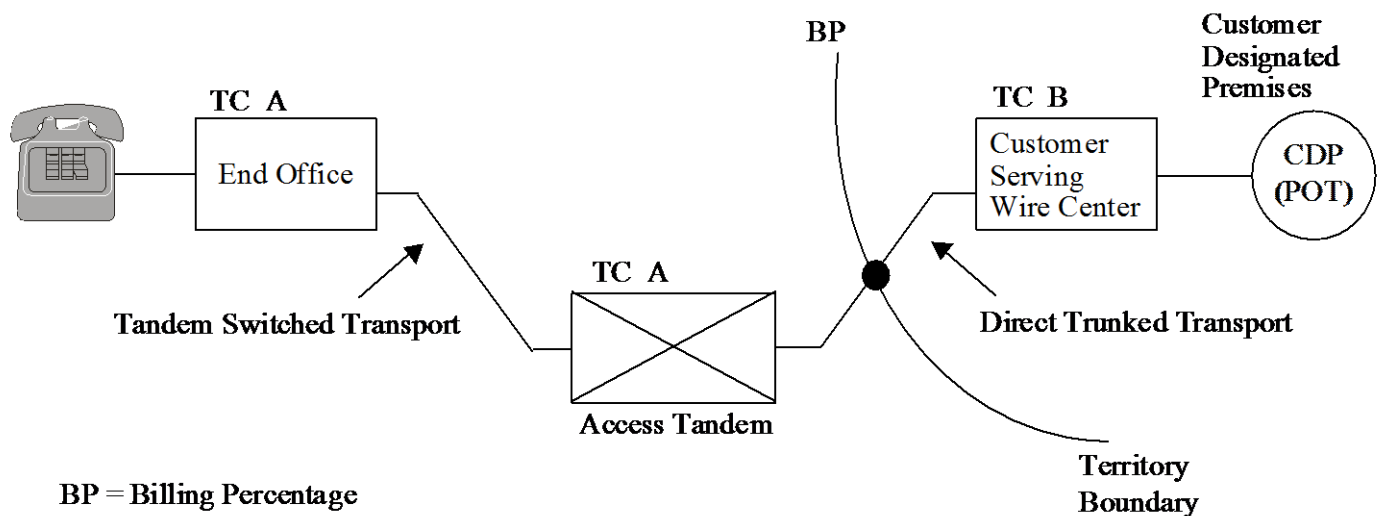 BP
Customer
Designated
Premises
TC A
TC B
End Office
Customer
Serving
Wire Center
CDP
(POT)
TC A
Tandem Switched Transport
Direct Trunked Transport
Access Tandem
Territory
Boundary
BP = Billing Percentage